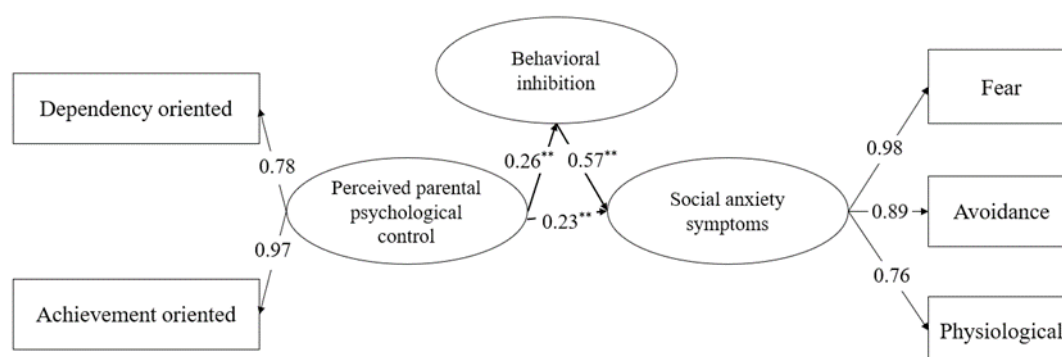 Behavioral
inhibition
Fear
Dependency oriented
0.98
0.78
0.26**
0.57**
Perceived parental
psychological
control
Social anxiety
symptoms
0.23**
0.89
Avoidance
0.97
0.76
Achievement oriented
Physiological